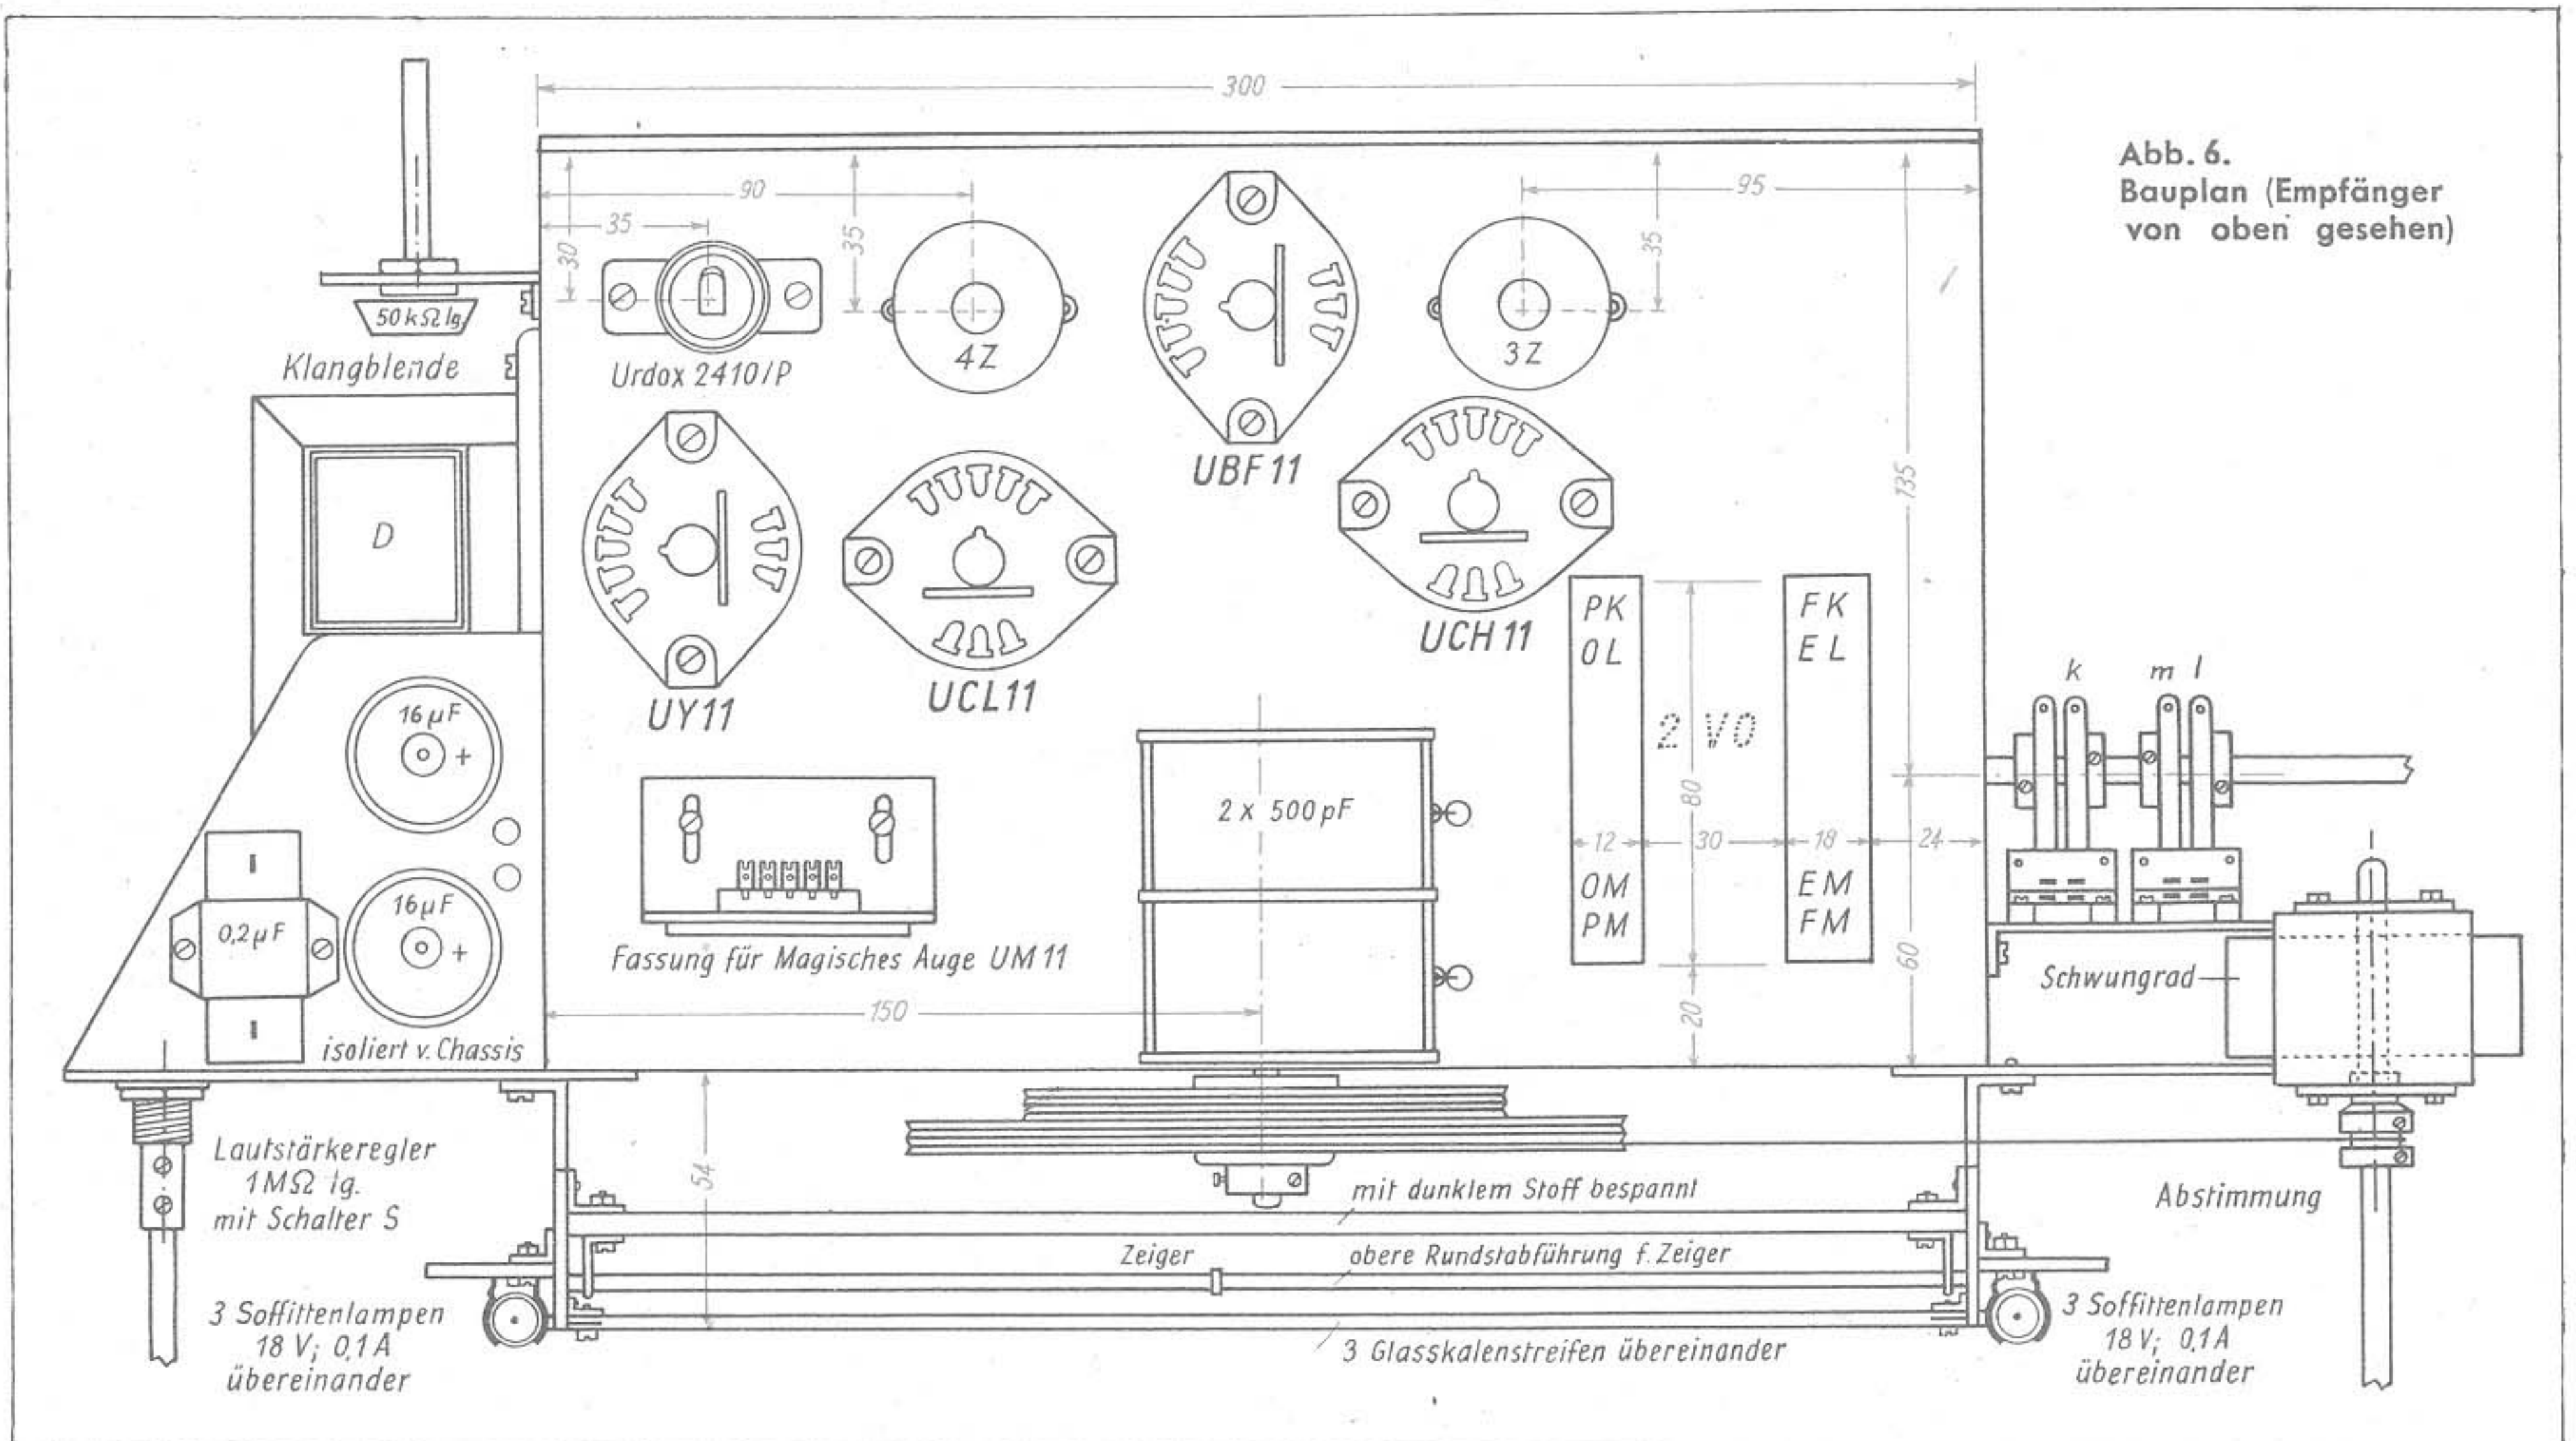 300
Abb. 6.
Bauplan (Empfänger
von oben gesehen)
90
95
35
30
35
35
50 kΩ lg.
Klangblende
Urdox 2410/P
4Z
3Z
UBF 11
135
D
PK
OL
FK
EL
UCH 11
UCL 11
UY 11
k
m l
16 µF
+
2 VO
2 x 500 pF
80
12
30
18
24
OM
PM
EM
FM
16 µF
+
0,2 µF
Fassung für Magisches Auge UM 11
60
Schwungrad
150
20
isoliert v. Chassis
Lautstärkeregler
1 MΩ lg.
mit Schalter S
54
mit dunklem Stoff bespannt
Abstimmung
Zeiger
obere Rundstabführung f. Zeiger
3 Soffittenlampen
18 V; 0,1 A
übereinander
3 Glasskalenstreifen übereinander
3 Soffittenlampen
18 V; 0,1 A
übereinander